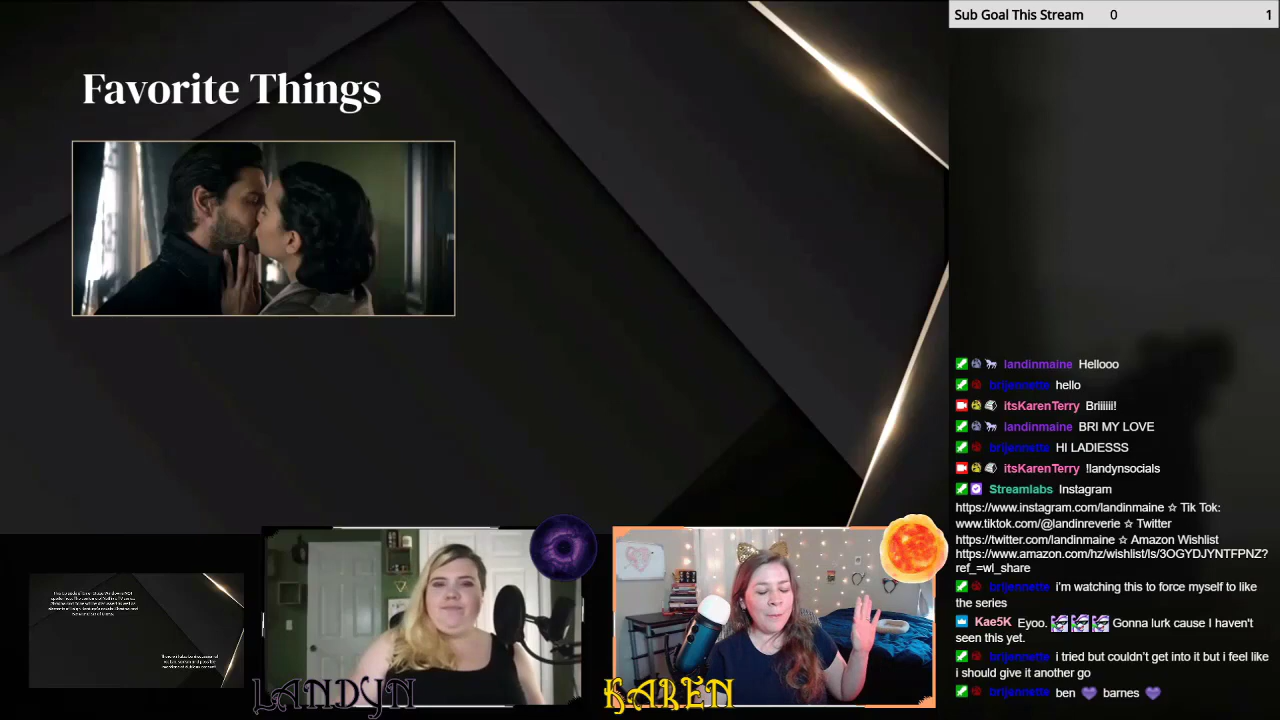 Sub Goal This Stream 0 1
Favorite Things
landinmaine Hellooo
brijennette hello
itsKarenTerry Briiiiii!
landinmaine BRI MY LOVE
brijennette HI LADIESSS
itsKarenTerry !landynsocials
Streamlabs Instagram
https://www.instagram.com/landinmaine ☆ Tik Tok:
www.tiktok.com/@landinreverie ☆ Twitter
https://twitter.com/landinmaine ☆ Amazon Wishlist
https://www.amazon.com/hz/wishlist/ls/3OGYDJYNTFPNZ?
ref_=wl_share
brijennette i'm watching this to force myself to like
the series
Kae5K Eyoo. Gonna lurk cause I haven't
seen this yet.
brijennette i tried but couldn't get into it but i feel like
i should give it another go
brijennette ben 💜 barnes 💜
LANDYN
KAREN